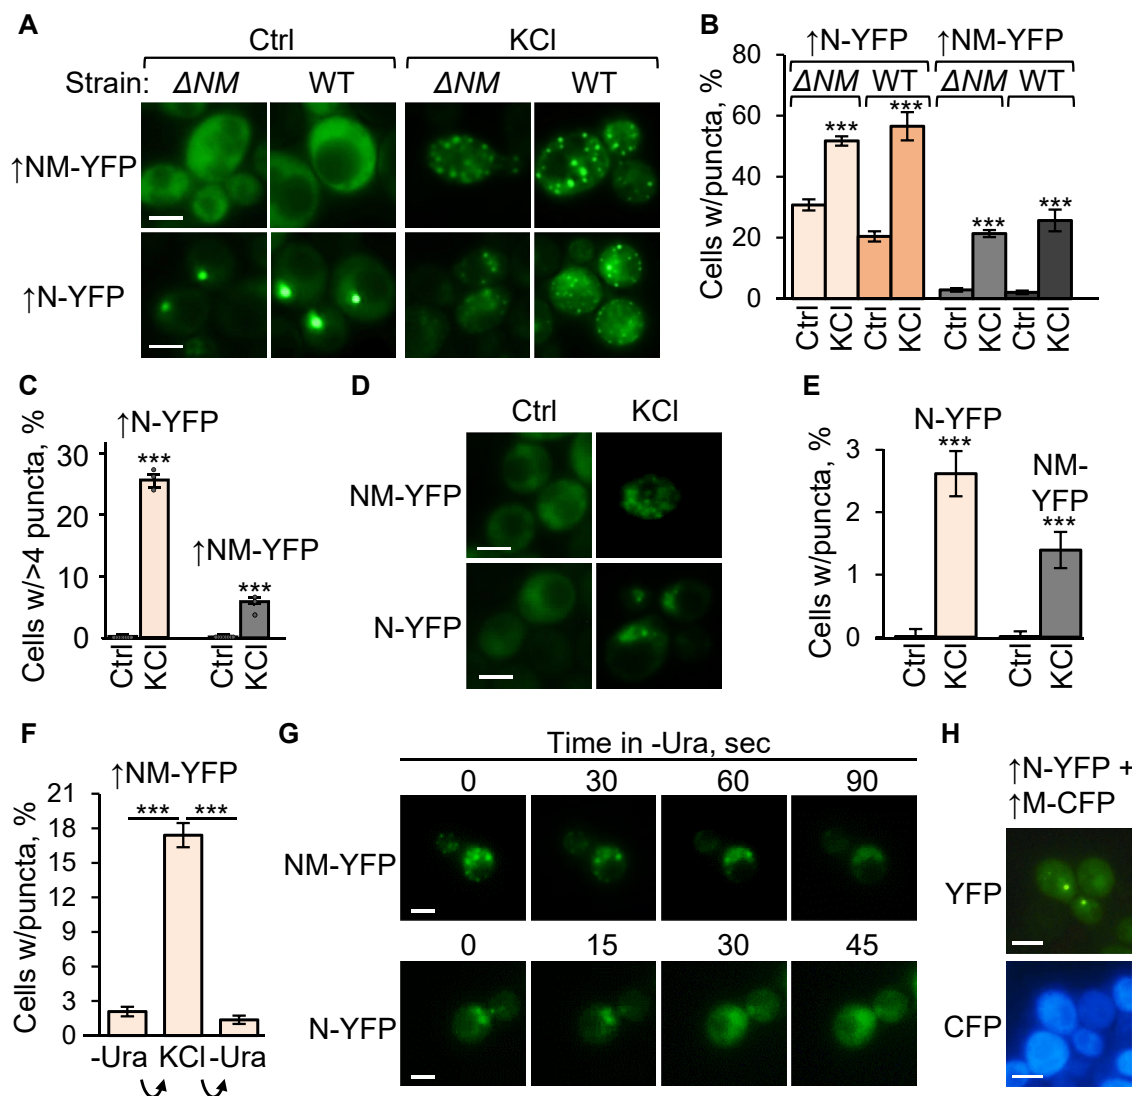 A
Ctrl
KCl
Strain: ΔNM WT ΔNM WT
↑NM-YFP
↑N-YFP
B
↑N-YFP ↑NM-YFP
ΔNM WT ΔNM WT
Cells w/puncta, %
80
60
40
20
0
*** *** *** ***
Ctrl KCl Ctrl KCl Ctrl KCl Ctrl KCl
C
↑N-YFP
↑NM-YFP
Cells w/>4 puncta, %
30
20
10
0
*** ***
Ctrl KCl Ctrl KCl
D
Ctrl KCl
NM-YFP
N-YFP
E
N-YFP
NM-
YFP
Cells w/puncta, %
3
2
1
0
*** ***
Ctrl KCl Ctrl KCl
F
↑NM-YFP
Cells w/puncta, %
21
18
15
12
9
6
3
0
*** ***
-Ura KCl -Ura
G
Time in -Ura, sec
0 30 60 90
NM-YFP
0 15 30 45
N-YFP
H
↑N-YFP +
↑M-CFP
YFP
CFP